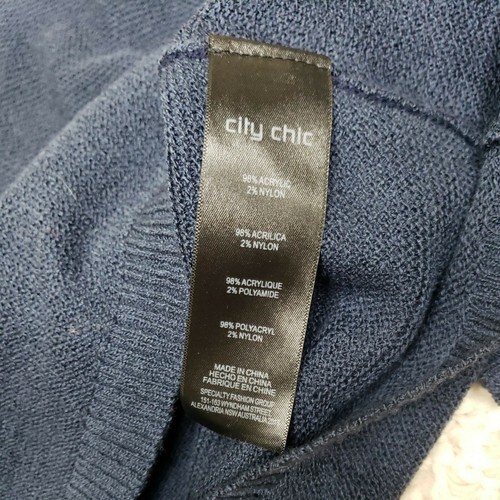 city chic
98% ACRYLIC
2% NYLON
98% ACRILICA
2% NYLON
98% ACRYLIQUE
2% POLYAMIDE
98% POLYACRYL
2% NYLON
MADE IN CHINA
HECHO EN CHINA
FABRIQUE EN CHINE
SPECIALTY FASHION GROUP
151-163 WYNDHAM STREET,
ALEXANDRIA NSW AUSTRALIA